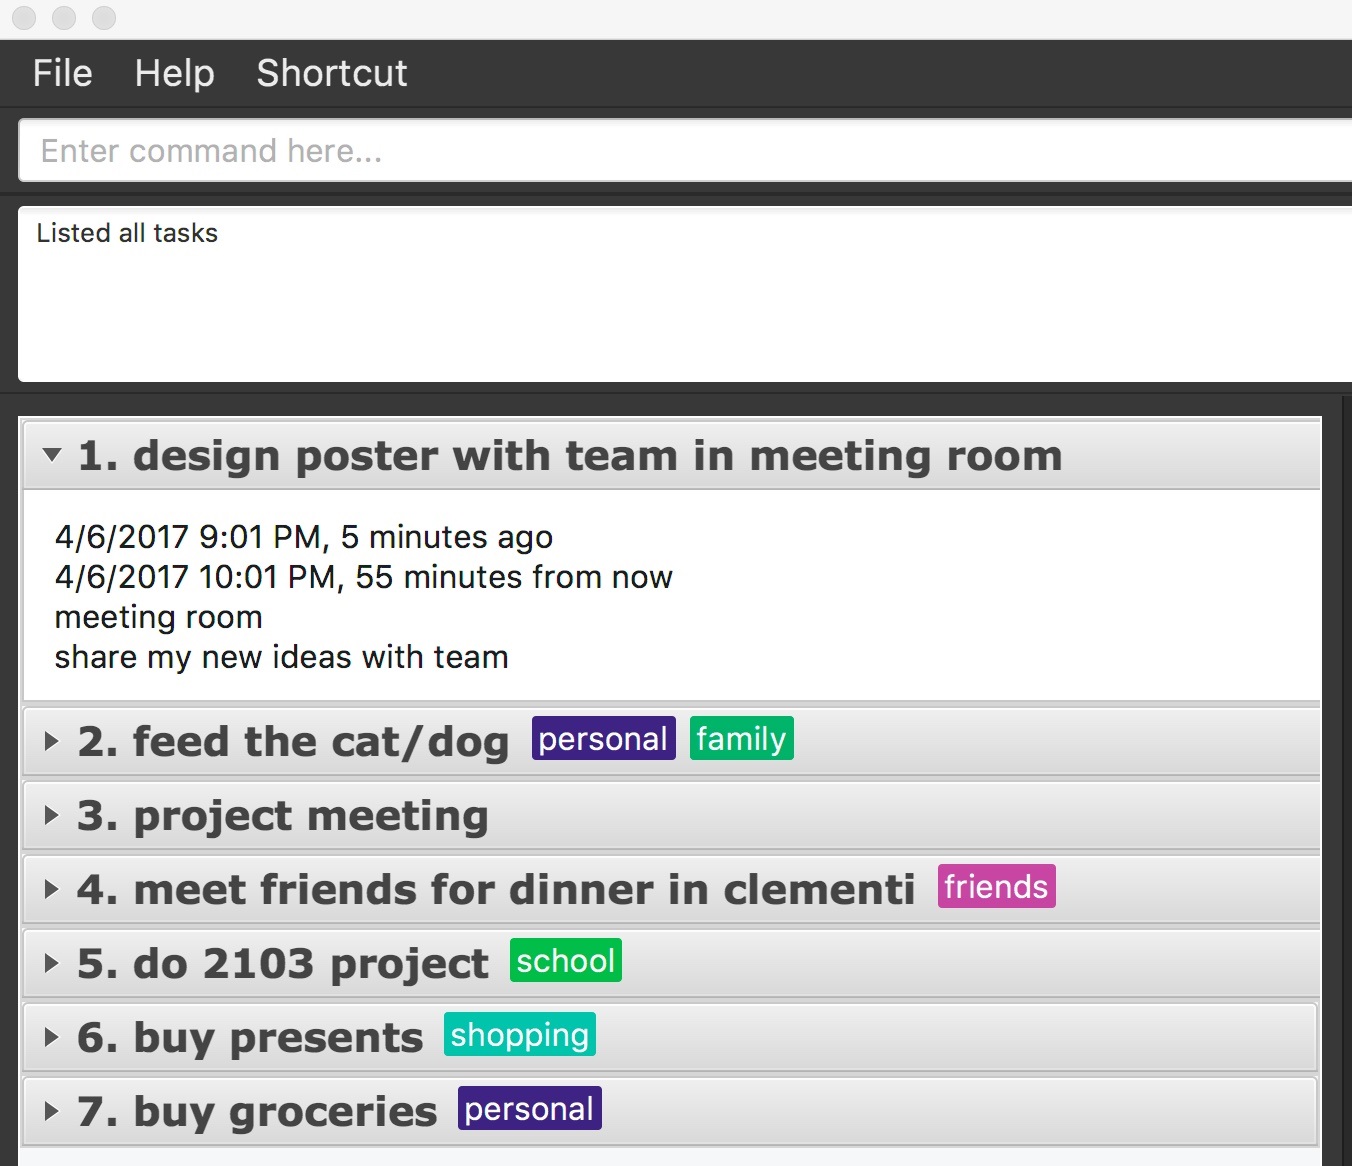 File Help Shortcut
Enter command here...
Listed all tasks
1. design poster with team in meeting room
4/6/2017 9:01 PM, 5 minutes ago
4/6/2017 10:01 PM, 55 minutes from now
meeting room
share my new ideas with team
2. feed the cat/dog personal family
3. project meeting
4. meet friends for dinner in clementi friends
5. do 2103 project school
6. buy presents shopping
7. buy groceries personal